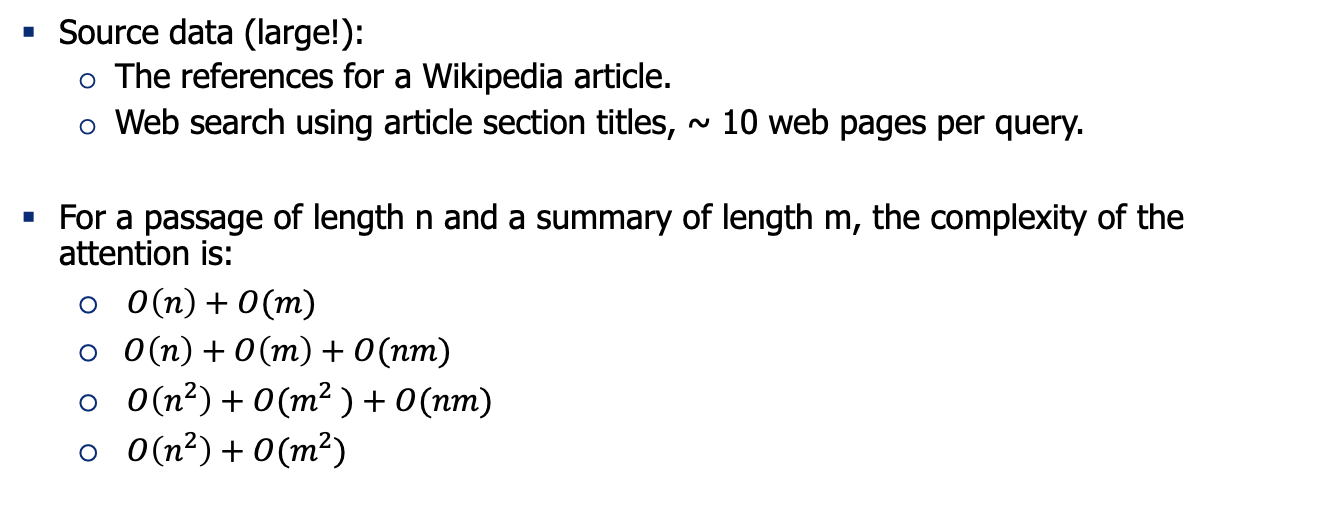 ▪ Source data (large!):
o The references for a Wikipedia article.
o Web search using article section titles, ~ 10 web pages per query.
▪ For a passage of length n and a summary of length m, the complexity of the
attention is:
o O(n) + O(m)
o O(n) + O(m) + O(nm)
o O(n²) + O(m² ) + O(nm)
o O(n²) + O(m²)